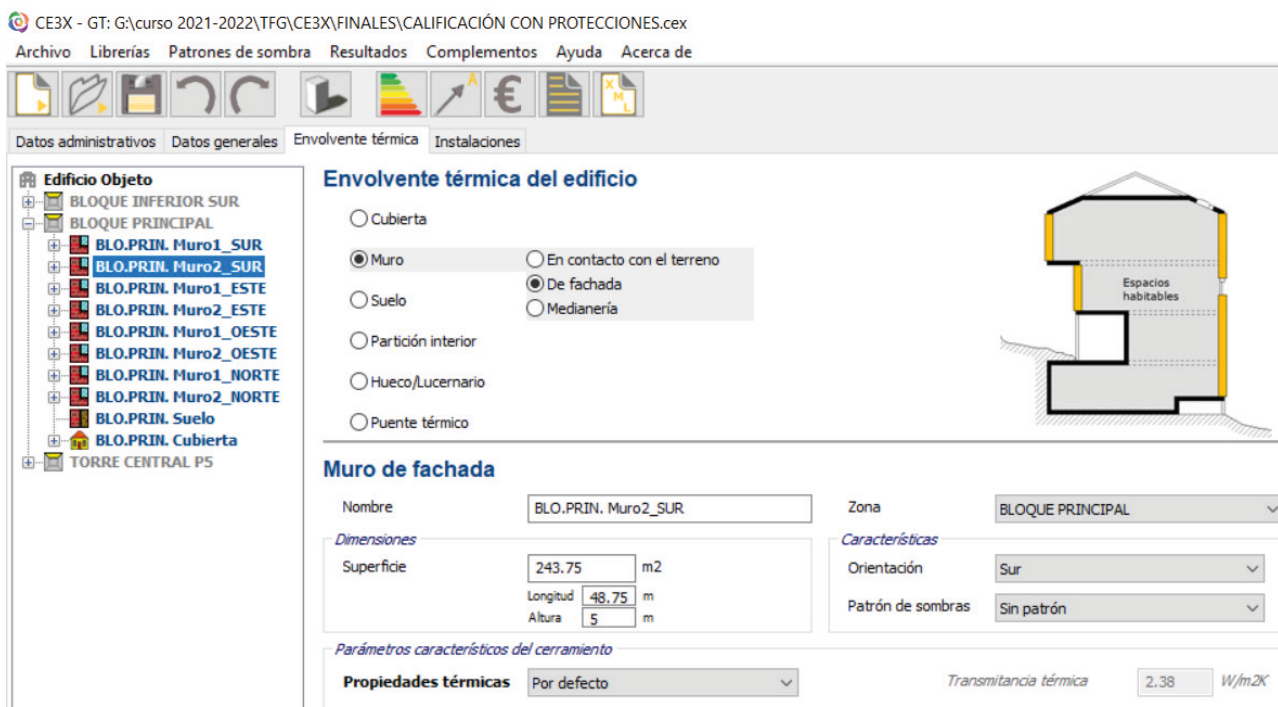 CE3X - GT: G:\curso 2021-2022\TFG\CE3X\FINALES\CALIFICACIÓN CON PROTECCIONES.cex
Archivo Librerías Patrones de sombra Resultados Complementos Ayuda Acerca de
A € X M L
Datos administrativos Datos generales Envolvente térmica Instalaciones
Edificio Objeto
BLOQUE INFERIOR SUR
BLOQUE PRINCIPAL
BLO.PRIN. Muro1_SUR
BLO.PRIN. Muro2_SUR
BLO.PRIN. Muro1_ESTE
BLO.PRIN. Muro2_ESTE
BLO.PRIN. Muro1_OESTE
BLO.PRIN. Muro2_OESTE
BLO.PRIN. Muro1_NORTE
BLO.PRIN. Muro2_NORTE
BLO.PRIN. Suelo
BLO.PRIN. Cubierta
TORRE CENTRAL P5
Envolvente térmica del edificio
Cubierta
Muro
En contacto con el terreno
De fachada
Medianería
Suelo
Partición interior
Hueco/Lucernario
Puente térmico
Espacios
habitables
Muro de fachada
Nombre BLO.PRIN. Muro2_SUR Zona BLOQUE PRINCIPAL
Dimensiones
Superficie 243.75 m2
Longitud 48.75 m
Altura 5 m
Características
Orientación Sur
Patrón de sombras Sin patrón
Parámetros característicos del cerramiento
Propiedades térmicas Por defecto Transmitancia térmica 2.38 W/m2K